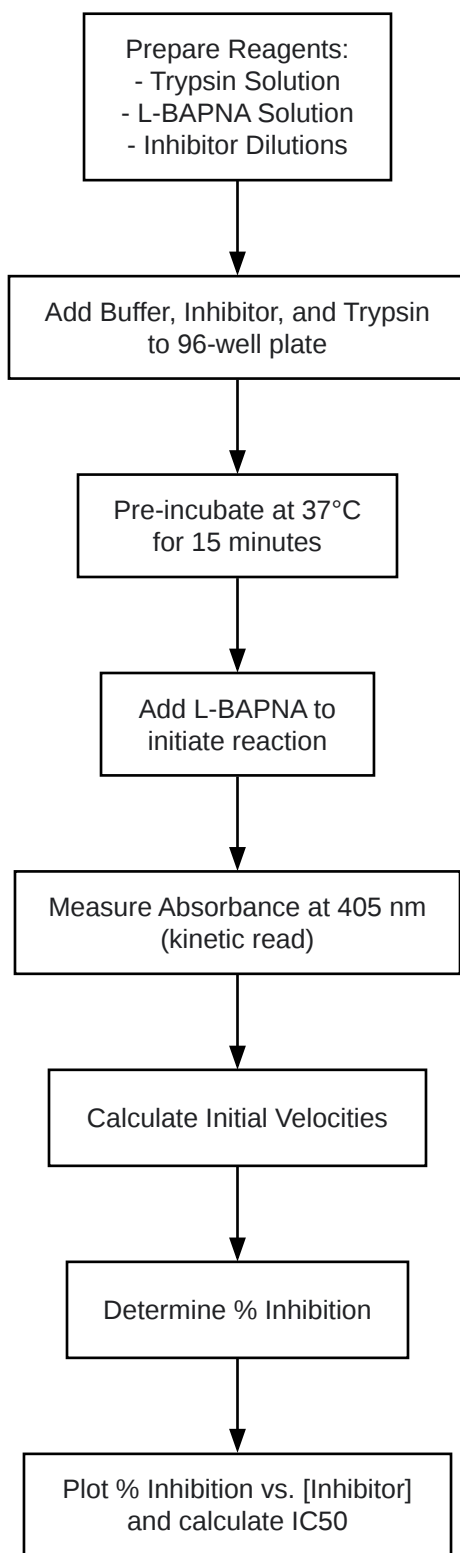 Prepare Reagents:
- Trypsin Solution
- L-BAPNA Solution
- Inhibitor Dilutions
Add Buffer, Inhibitor, and Trypsin
to 96-well plate
Pre-incubate at 37°C
for 15 minutes
Add L-BAPNA to
initiate reaction
Measure Absorbance at 405 nm
(kinetic read)
Calculate Initial Velocities
Determine % Inhibition
Plot % Inhibition vs. [Inhibitor]
and calculate IC50